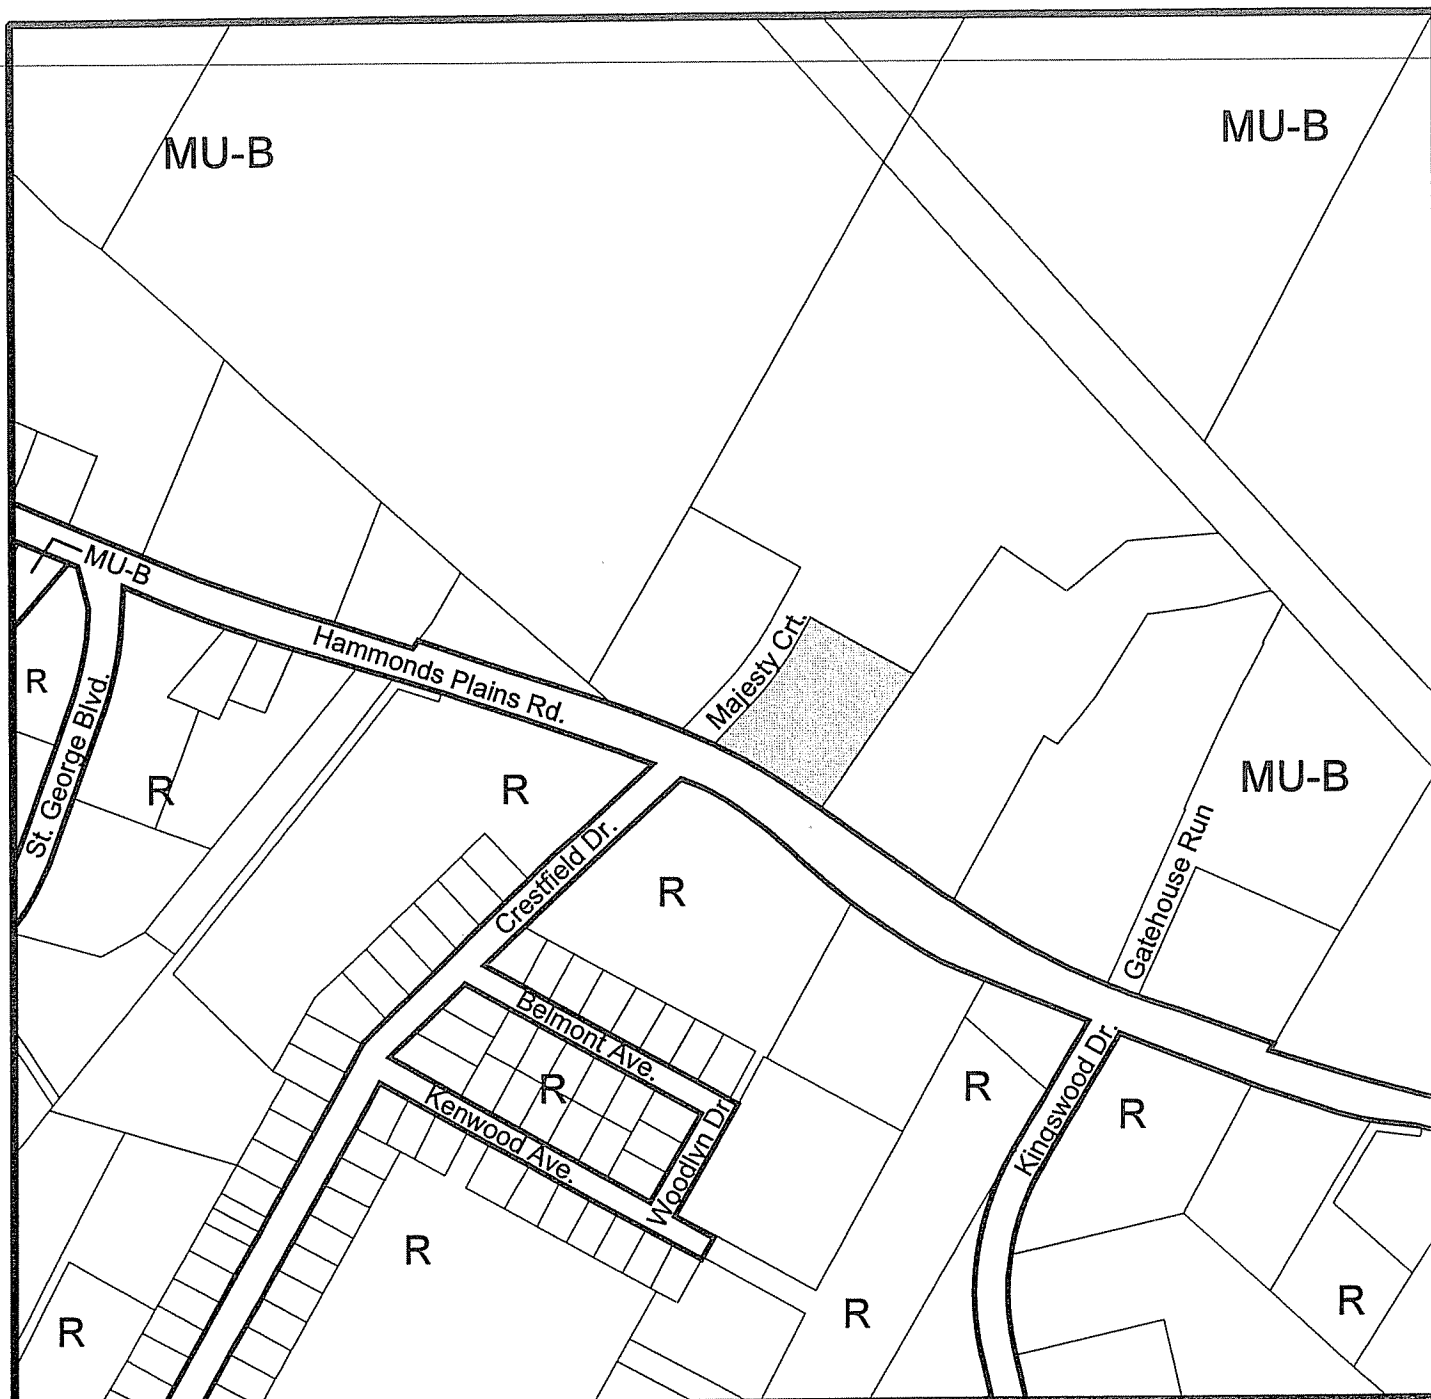 MU-B
MU-B
MU-B
Hammonds Plains Rd.
Majesty Crt.
R
St. George Blvd.
R
R
MU-B
Crestfield Dr.
R
Gatehouse Run
Belmont Ave.
R
Kenwood Ave.
Woodlyn Dr.
R
Kingswood Dr.
R
R
R
R
R